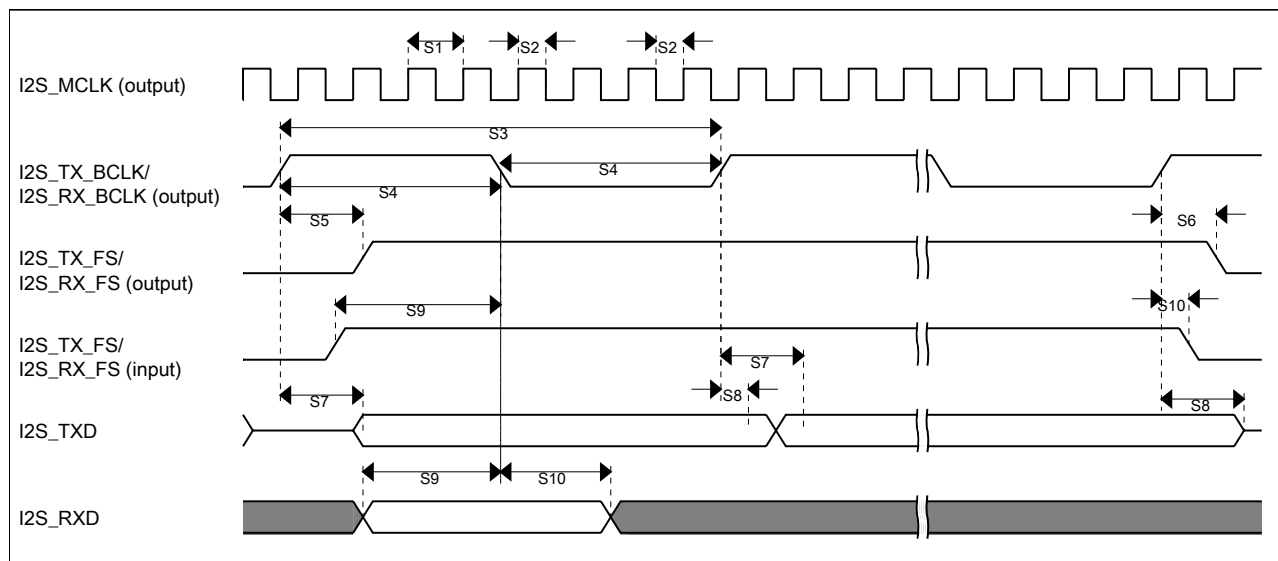 S1
S2
S2
I2S_MCLK (output)
S3
I2S_TX_BCLK/
I2S_RX_BCLK (output)
S4
S4
S5
S6
I2S_TX_FS/
I2S_RX_FS (output)
S9
S10
I2S_TX_FS/
I2S_RX_FS (input)
S7
S7
S8
S8
I2S_TXD
S9
S10
I2S_RXD